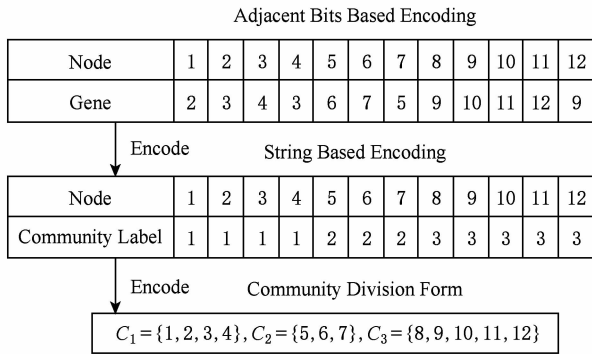 Adjacent Bits Based Encoding
Node 1 2 3 4 5 6 7 8 9 10 11 12
Gene 2 3 4 3 6 7 5 9 10 11 12 9
Encode String Based Encoding
Node 1 2 3 4 5 6 7 8 9 10 11 12
Community Label 1 1 1 1 2 2 2 3 3 3 3 3
Encode Community Division Form
C₁={1,2,3,4},C₂={5,6,7},C₃={8,9,10,11,12}